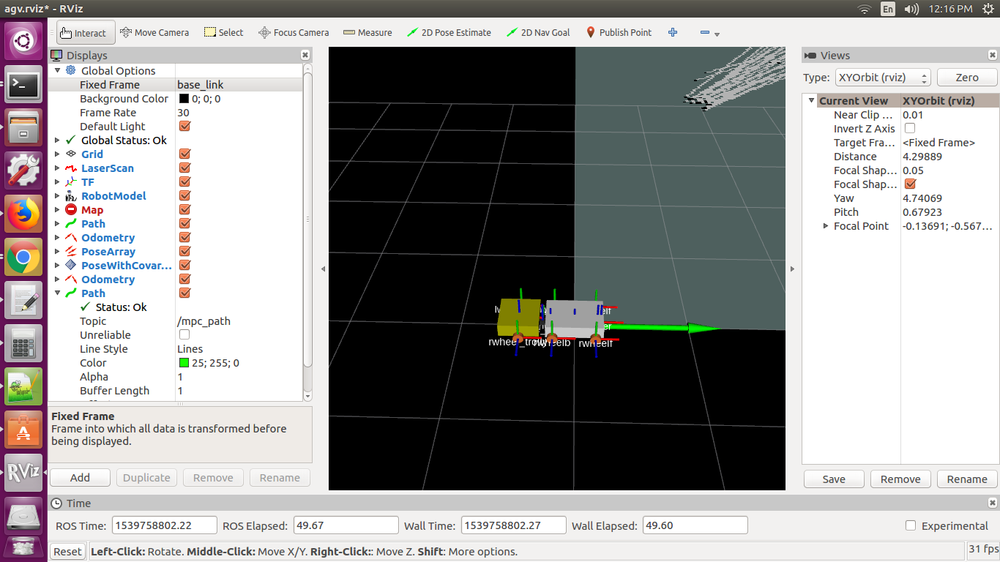 agv.rviz* - RViz
En
12:16 PM
Interact
Move Camera
Select
Focus Camera
Measure
2D Pose Estimate
2D Nav Goal
Publish Point
Displays
Global Options
Fixed Frame base_link
Background Color 0; 0; 0
Frame Rate 30
Default Light
Global Status: Ok
Grid
LaserScan
TF
RobotModel
Map
Path
Odometry
PoseArray
PoseWithCovar...
Odometry
Path
Status: Ok
Topic /mpc_path
Unreliable
Line Style Lines
Color 25; 255; 0
Alpha 1
Buffer Length 1
Fixed Frame
Frame into which all data is transformed before
being displayed.
Add
Duplicate
Remove
Rename
rwheelf
Views
Type: XYOrbit (rviz) Zero
Current View XYOrbit (rviz)
Near Clip ... 0.01
Invert Z Axis
Target Fra... <Fixed Frame>
Distance 4.29889
Focal Shap... 0.05
Focal Shap...
Yaw 4.74069
Pitch 0.67923
Focal Point -0.13691; -0.567...
Save
Remove
Rename
Time
ROS Time: 1539758802.22 ROS Elapsed: 49.67 Wall Time: 1539758802.27 Wall Elapsed: 49.60 Experimental
Reset Left-Click: Rotate. Middle-Click: Move X/Y. Right-Click:: Move Z. Shift: More options. 31 fps
RViz